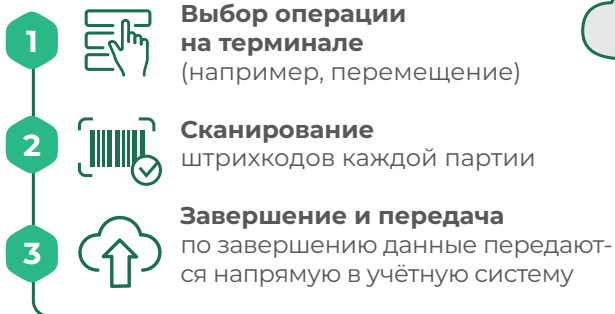 1
Выбор операции
на терминале
(например, перемещение)
2
Сканирование
штрихкодов каждой партии
3
Завершение и передача
по завершению данные передают-
ся напрямую в учётную систему